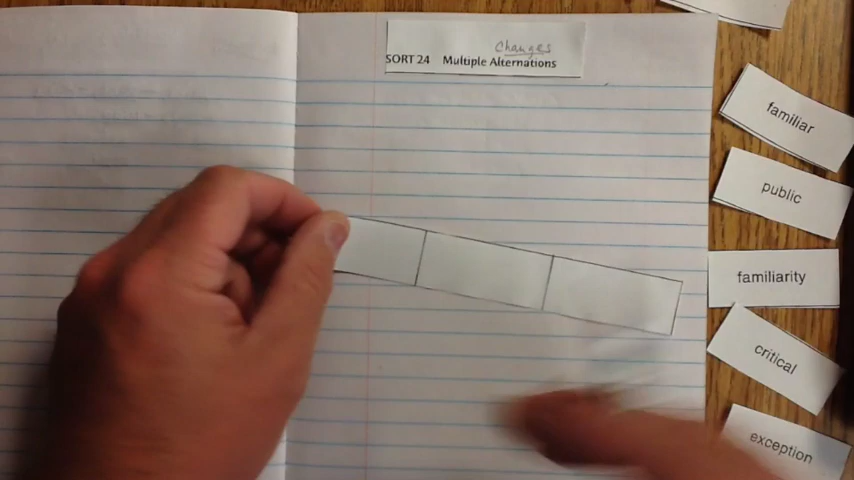 Changes
SORT 24 Multiple Alternations
familiar
public
familiarity
critical
exception